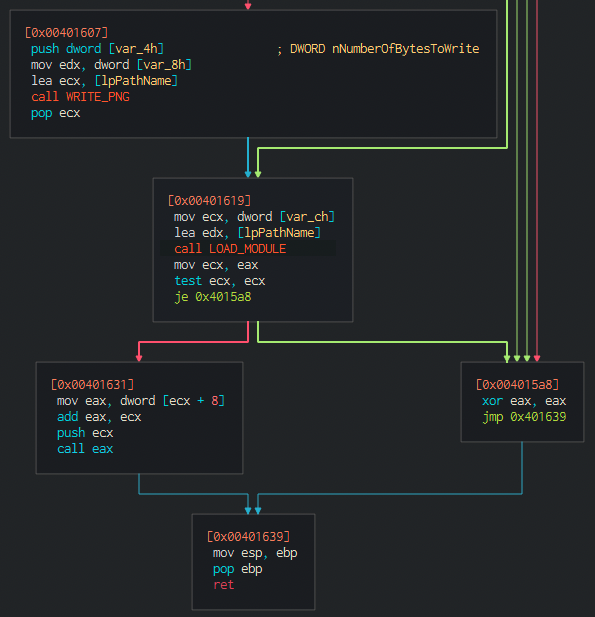 [0x00401607]
push dword [var_4h] ; DWORD nNumberOfBytesToWrite
mov edx, dword [var_8h]
lea ecx, [lpPathName]
call WRITE_PNG
pop ecx
[0x00401619]
mov ecx, dword [var_ch]
lea edx, [lpPathName]
call LOAD_MODULE
mov ecx, eax
test ecx, ecx
je 0x4015a8
[0x00401631]
mov eax, dword [ecx + 8]
add eax, ecx
push ecx
call eax
[0x004015a8]
xor eax, eax
jmp 0x401639
[0x00401639]
mov esp, ebp
pop ebp
ret